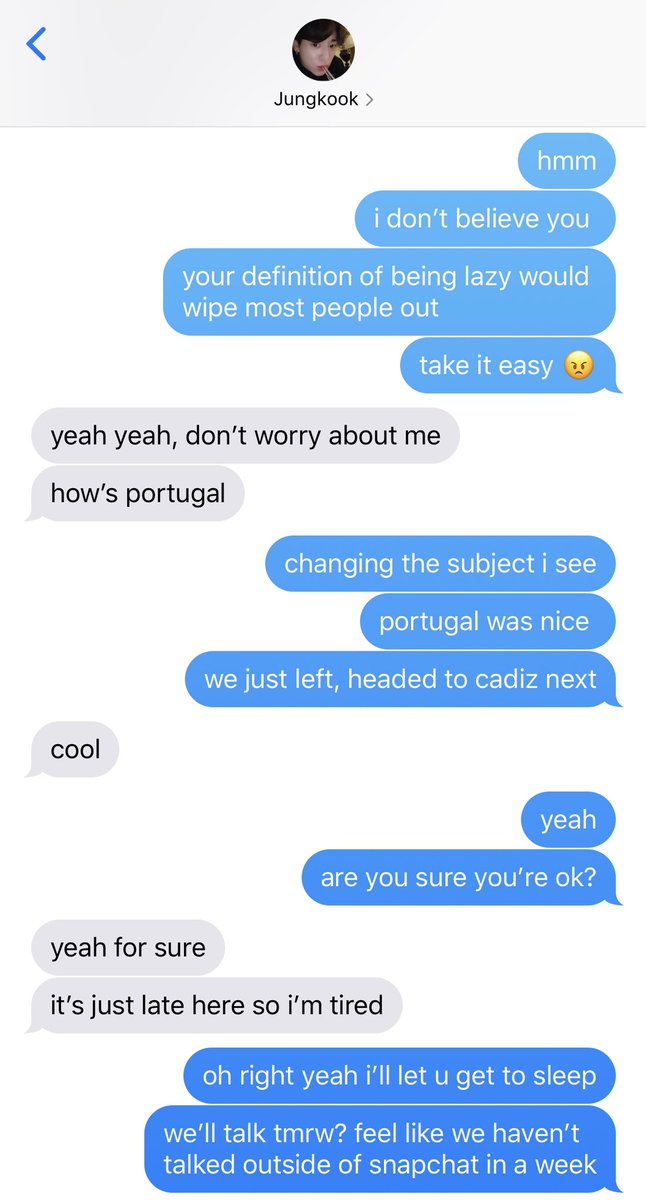 Jungkook
hmm
i don’t believe you
your definition of being lazy would
wipe most people out
take it easy 😠
yeah yeah, don’t worry about me
how’s portugal
changing the subject i see
portugal was nice
we just left, headed to cadiz next
cool
yeah
are you sure you’re ok?
yeah for sure
it’s just late here so i’m tired
oh right yeah i’ll let u get to sleep
we’ll talk tmrw? feel like we haven’t
talked outside of snapchat in a week